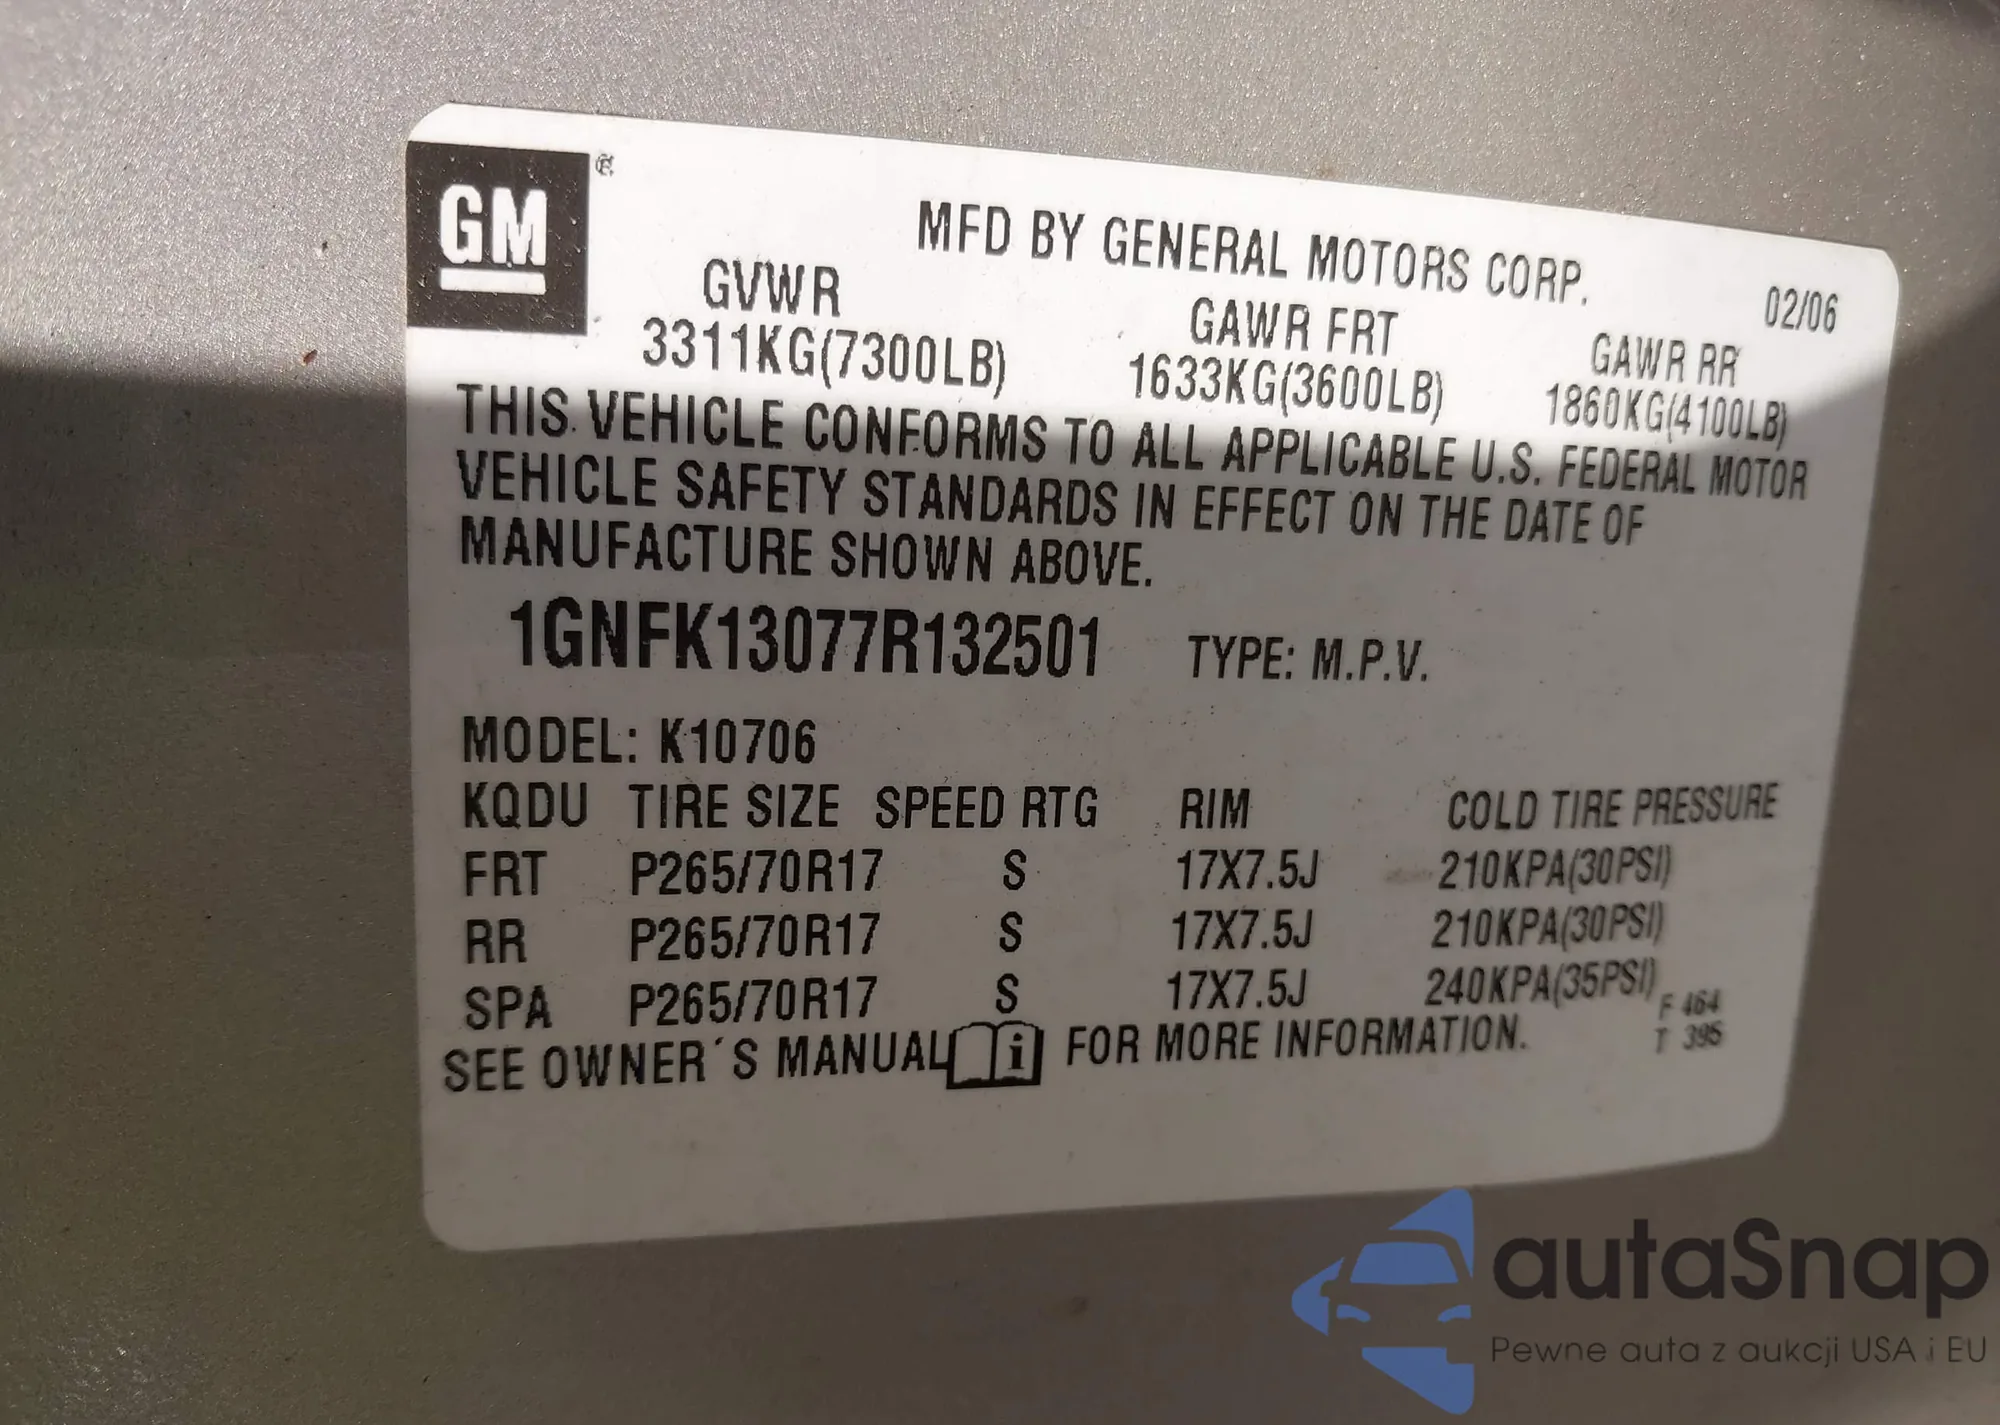 GM
MFD BY GENERAL MOTORS CORP.
02/06
GVWR GAWR FRT GAWR RR
3311KG(7300LB) 1633KG(3600LB) 1860KG(4100LB)
THIS VEHICLE CONFORMS TO ALL APPLICABLE U.S. FEDERAL MOTOR
VEHICLE SAFETY STANDARDS IN EFFECT ON THE DATE OF
MANUFACTURE SHOWN ABOVE.
1GNFK13077R132501 TYPE: M.P.V.
MODEL: K10706
KQDU TIRE SIZE SPEED RTG RIM COLD TIRE PRESSURE
FRT P265/70R17 S 17X7.5J 210KPA(30PSI)
RR P265/70R17 S 17X7.5J 210KPA(30PSI)
SPA P265/70R17 S 17X7.5J 240KPA(35PSI)
F 464
T 395
SEE OWNER´S MANUAL i FOR MORE INFORMATION.
autaSnap
Pewne auta z aukcji USA i EU